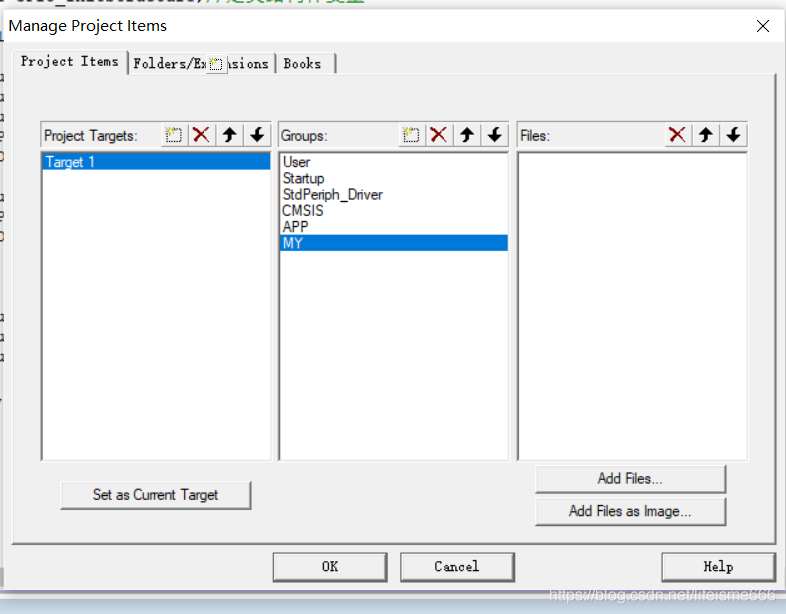 Manage Project Items
Project Items Folders/Ex nsions Books
Project Targets: Groups: Files:
Target 1
User
Startup
StdPeriph_Driver
CMSIS
APP
MY
Set as Current Target
Add Files...
Add Files as Image...
OK Cancel Help
https://blog.csdn.net/lifeisme666